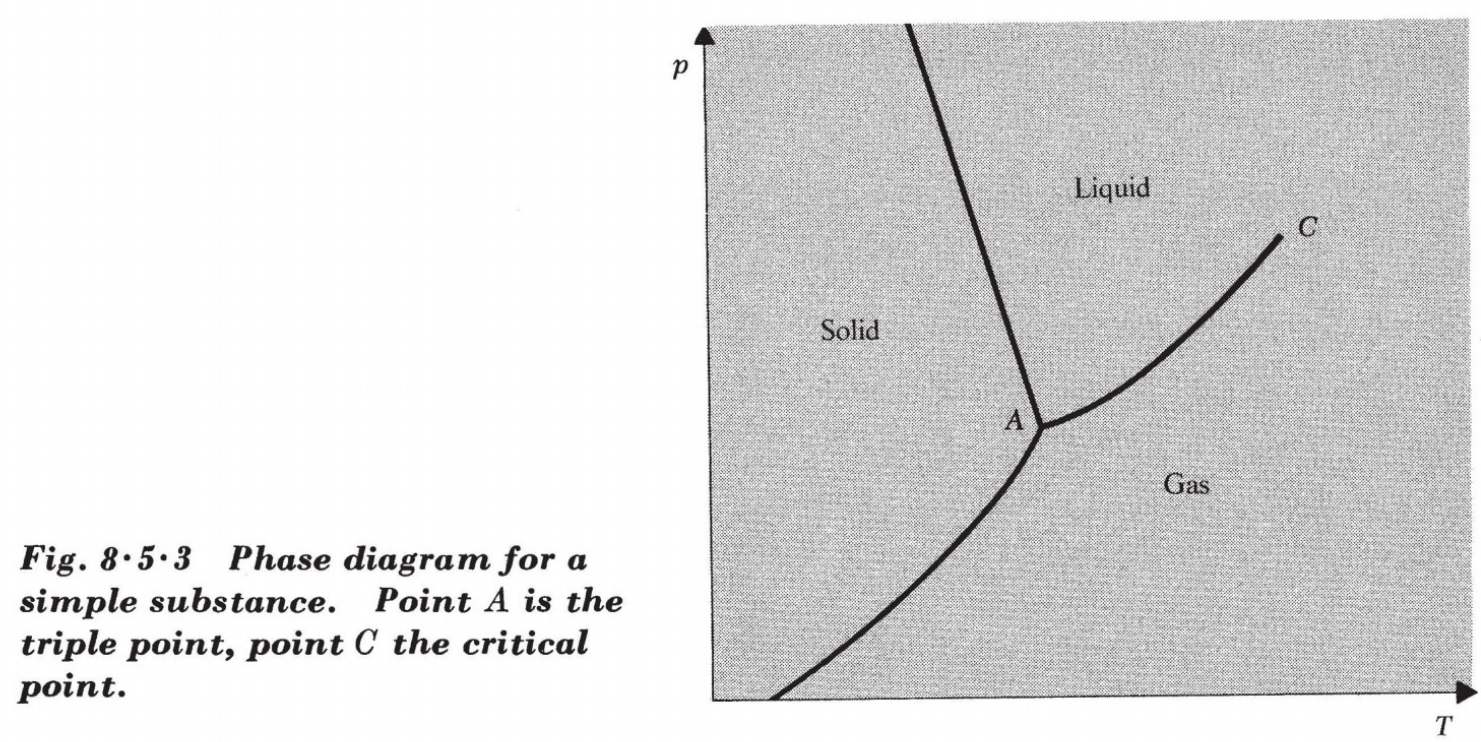 p
Liquid
C
Solid
A
Gas
Fig. 8·5·3 Phase diagram for a
simple substance. Point A is the
triple point, point C the critical
point.
T